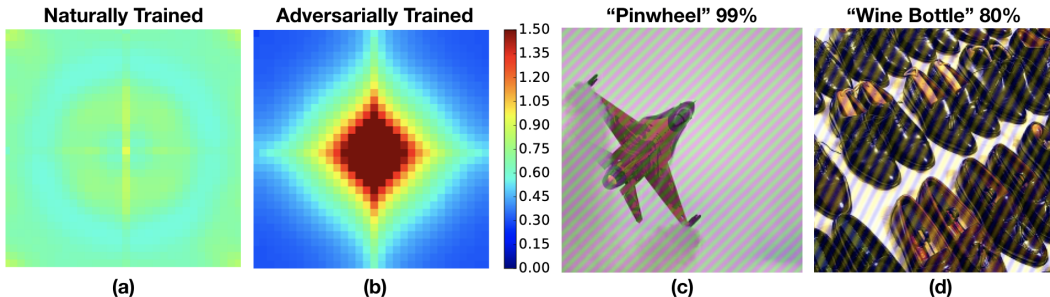 Naturally Trained
Adversarially Trained
“Pinwheel” 99%
“Wine Bottle” 80%
1.50
1.35
1.20
1.05
0.90
0.75
0.60
0.45
0.30
0.15
0.00
(a)
(b)
(c)
(d)